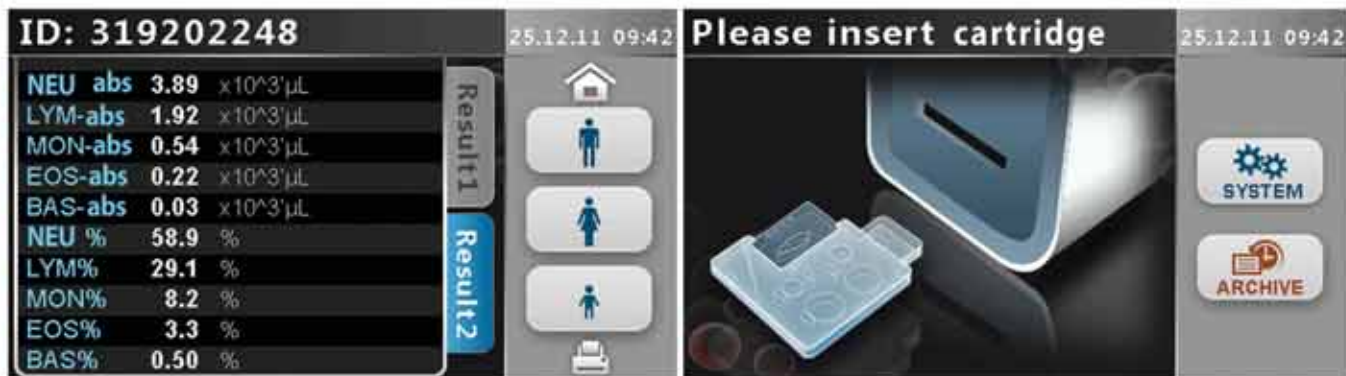 ID: 319202248
25.12.11 09:42
NEU abs 3.89 x10^3'µL
LYM-abs 1.92 x10^3'µL
MON-abs 0.54 x10^3'µL
EOS-abs 0.22 x10^3'µL
BAS-abs 0.03 x10^3'µL
NEU % 58.9 %
LYM% 29.1 %
MON% 8.2 %
EOS% 3.3 %
BAS% 0.50 %
Result1
Result2
Please insert cartridge
25.12.11 09:42
SYSTEM
ARCHIVE